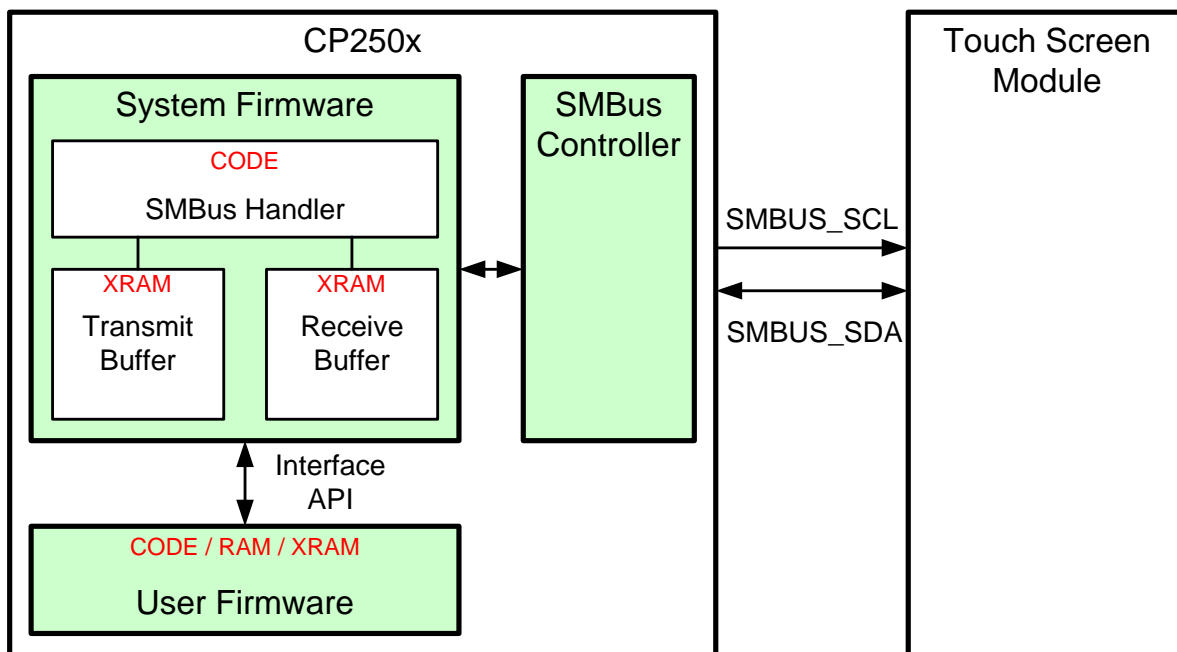 CP250x
System Firmware
CODE
SMBus Handler
XRAM
Transmit
Buffer
XRAM
Receive
Buffer
SMBus
Controller
Interface
API
CODE / RAM / XRAM
User Firmware
SMBUS_SCL
SMBUS_SDA
Touch Screen
Module